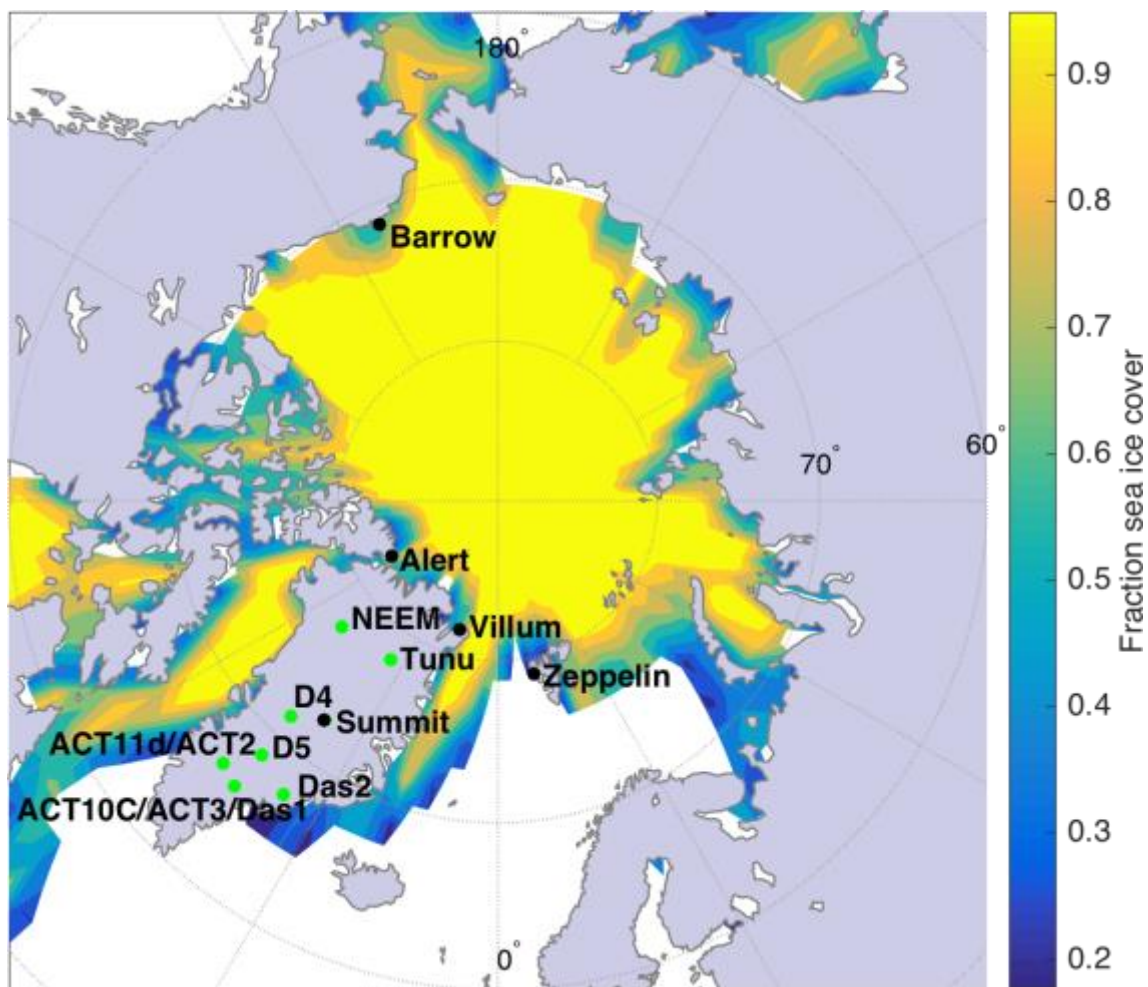 180°
Barrow
60°
70°
Alert
NEEM
Villum
Tunu
Zeppelin
D4
Summit
ACT11d/ACT2
D5
Das2
ACT10C/ACT3/Das1
0°
0.9
0.8
0.7
0.6
0.5
0.4
0.3
0.2
Fraction sea ice cover